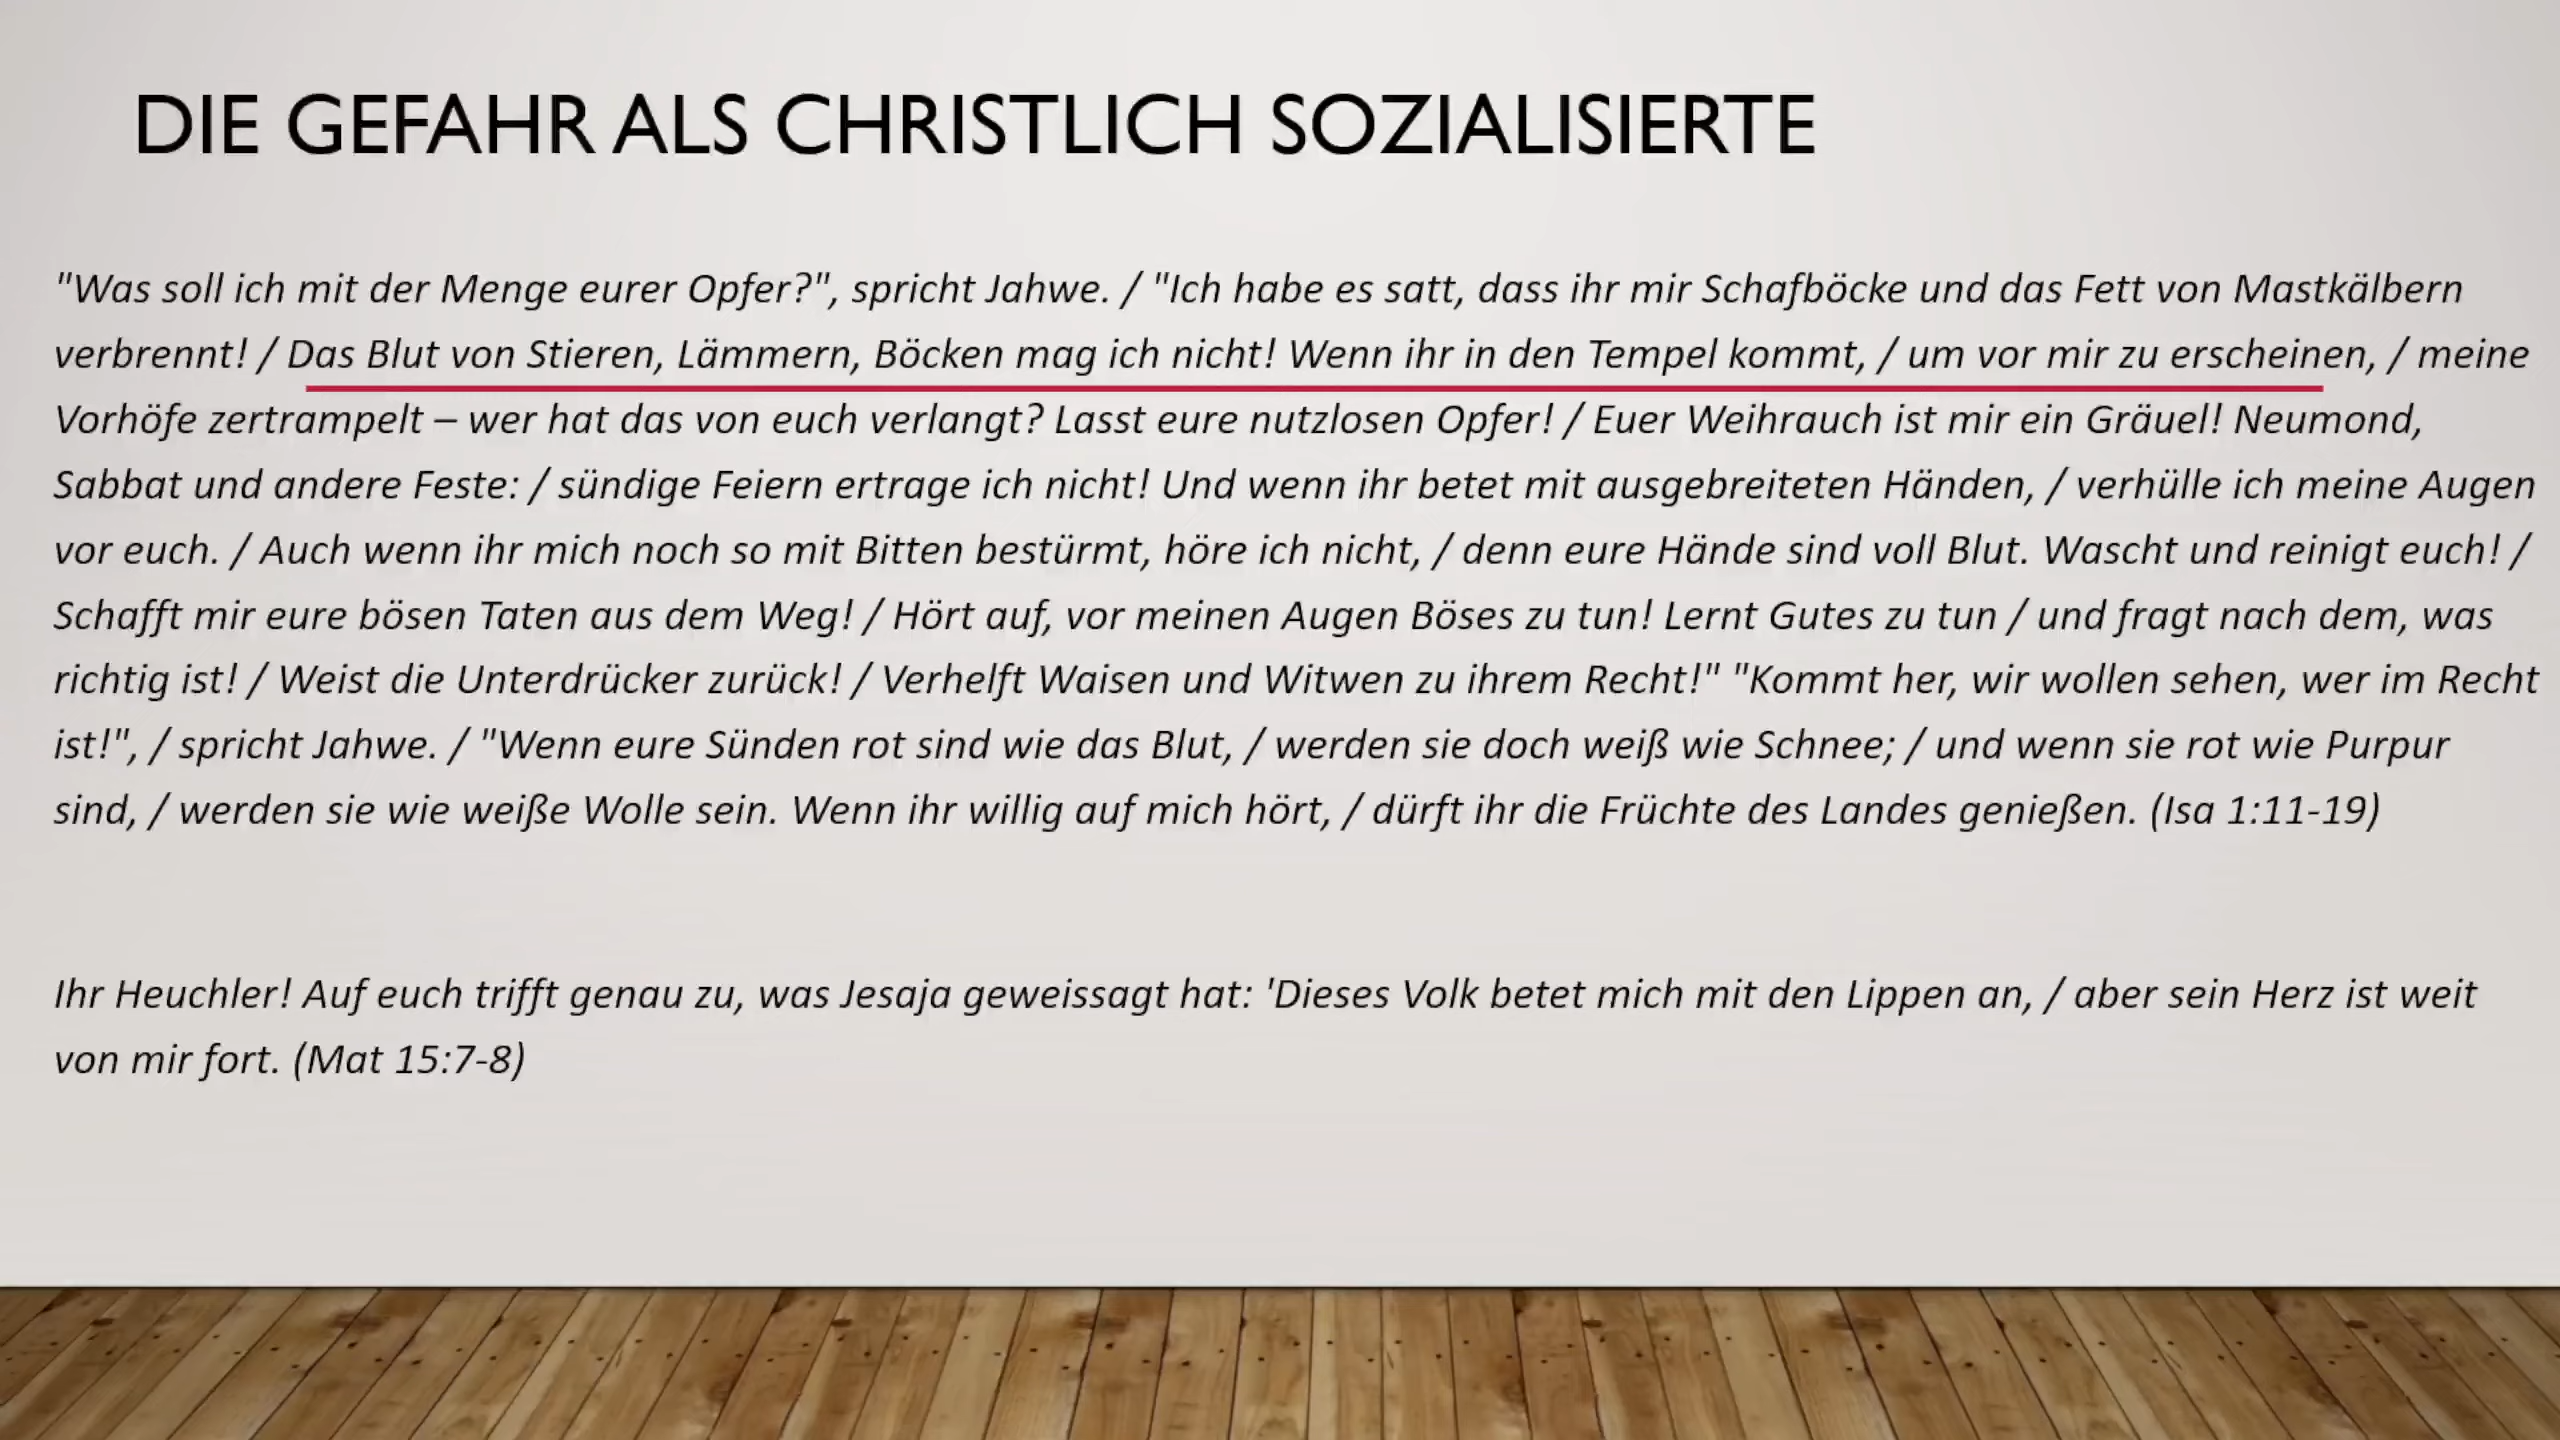 DIE GEFAHR ALS CHRISTLICH SOZIALISIERTE
"Was soll ich mit der Menge eurer Opfer?", spricht Jahwe. / "Ich habe es satt, dass ihr mir Schafböcke und das Fett von Mastkälbern
verbrennt! / Das Blut von Stieren, Lämmern, Böcken mag ich nicht! Wenn ihr in den Tempel kommt, / um vor mir zu erscheinen, / meine
Vorhöfe zertrampelt – wer hat das von euch verlangt? Lasst eure nutzlosen Opfer! / Euer Weihrauch ist mir ein Gräuel! Neumond,
Sabbat und andere Feste: / sündige Feiern ertrage ich nicht! Und wenn ihr betet mit ausgebreiteten Händen, / verhülle ich meine Augen
vor euch. / Auch wenn ihr mich noch so mit Bitten bestürmt, höre ich nicht, / denn eure Hände sind voll Blut. Wascht und reinigt euch! /
Schafft mir eure bösen Taten aus dem Weg! / Hört auf, vor meinen Augen Böses zu tun! Lernt Gutes zu tun / und fragt nach dem, was
richtig ist! / Weist die Unterdrücker zurück! / Verhelft Waisen und Witwen zu ihrem Recht!" "Kommt her, wir wollen sehen, wer im Recht
ist!", / spricht Jahwe. / "Wenn eure Sünden rot sind wie das Blut, / werden sie doch weiß wie Schnee; / und wenn sie rot wie Purpur
sind, / werden sie wie weiße Wolle sein. Wenn ihr willig auf mich hört, / dürft ihr die Früchte des Landes genießen. (Isa 1:11-19)
Ihr Heuchler! Auf euch trifft genau zu, was Jesaja geweissagt hat: 'Dieses Volk betet mich mit den Lippen an, / aber sein Herz ist weit
von mir fort. (Mat 15:7-8)